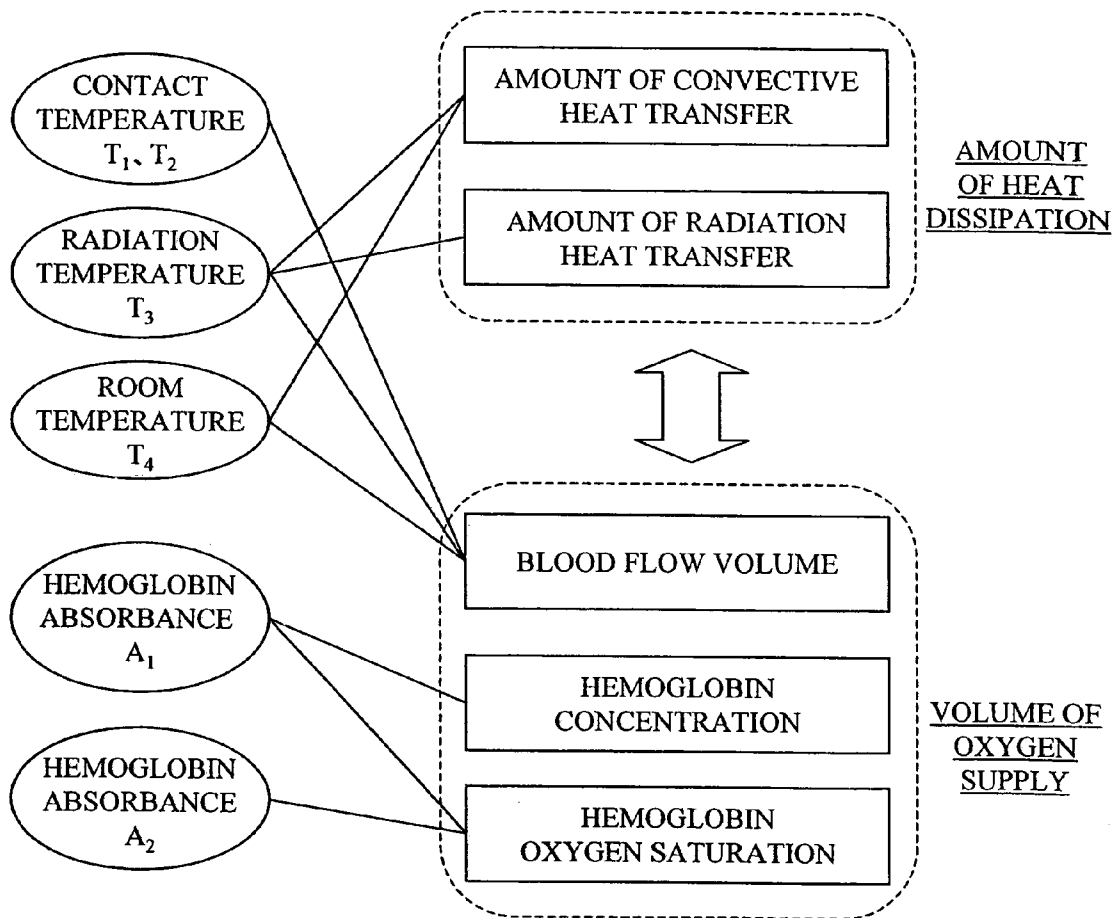 CONTACT
TEMPERATURE
T₁、T₂
RADIATION
TEMPERATURE
T₃
ROOM
TEMPERATURE
T₄
HEMOGLOBIN
ABSORBANCE
A₁
HEMOGLOBIN
ABSORBANCE
A₂
AMOUNT OF CONVECTIVE
HEAT TRANSFER
AMOUNT OF RADIATION
HEAT TRANSFER
AMOUNT
OF HEAT
DISSIPATION
BLOOD FLOW VOLUME
HEMOGLOBIN
CONCENTRATION
HEMOGLOBIN
OXYGEN SATURATION
VOLUME OF
OXYGEN
SUPPLY